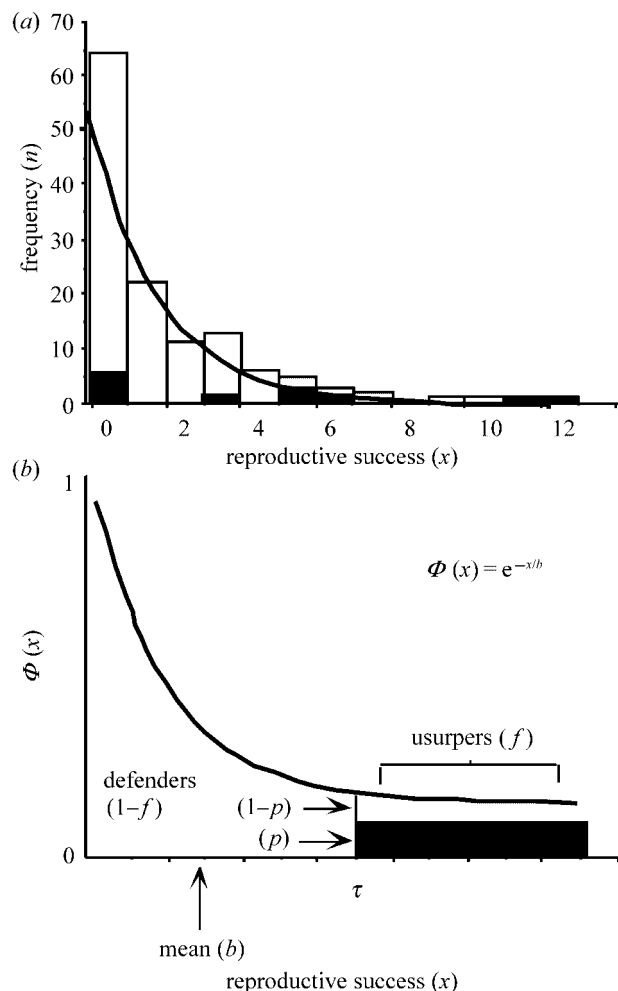 (a)
70
60
50
40
30
20
10
0
frequency (n)
0 2 4 6 8 10 12
reproductive success (x)
(b)
1
Φ (x) = e^−x/b
Φ (x)
usurpers (f)
defenders
(1−f)
(1−p)
(p)
0
τ
mean (b)
reproductive success (x)